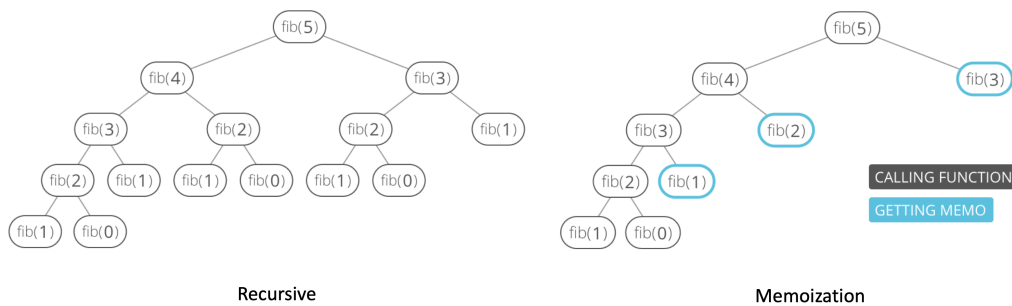 fib(5)
fib(4) fib(3)
fib(3) fib(2) fib(2) fib(1)
fib(2) fib(1) fib(1) fib(0) fib(1) fib(0)
fib(1) fib(0)
Recursive
fib(5)
fib(4) fib(3)
fib(3) fib(2)
fib(2) fib(1)
fib(1) fib(0)
CALLING FUNCTION
GETTING MEMO
Memoization